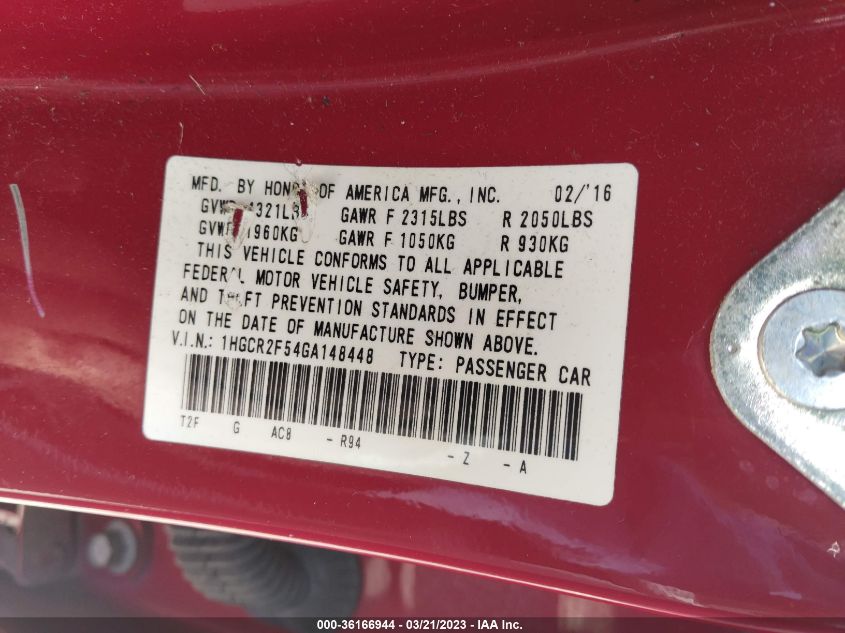 MFD. BY OF AMERICA MFG., INC. 02/'16
GAWR F 2315LBS R 2050LBS
GAWR F 1050KG R 930KG
THIS VEHICLE CONFORMS TO ALL APPLICABLE
MOTOR VEHICLE SAFETY, BUMPER,
AND PREVENTION STANDARDS IN EFFECT
ON THE DATE OF MANUFACTURE SHOWN ABOVE.
V.I.N.: 1HGCR2F54GA148448 TYPE: PASSENGER CAR
T2F G AC8 - R94 - Z - A
000-36166944 — 03/21/2023 — IAA Inc.